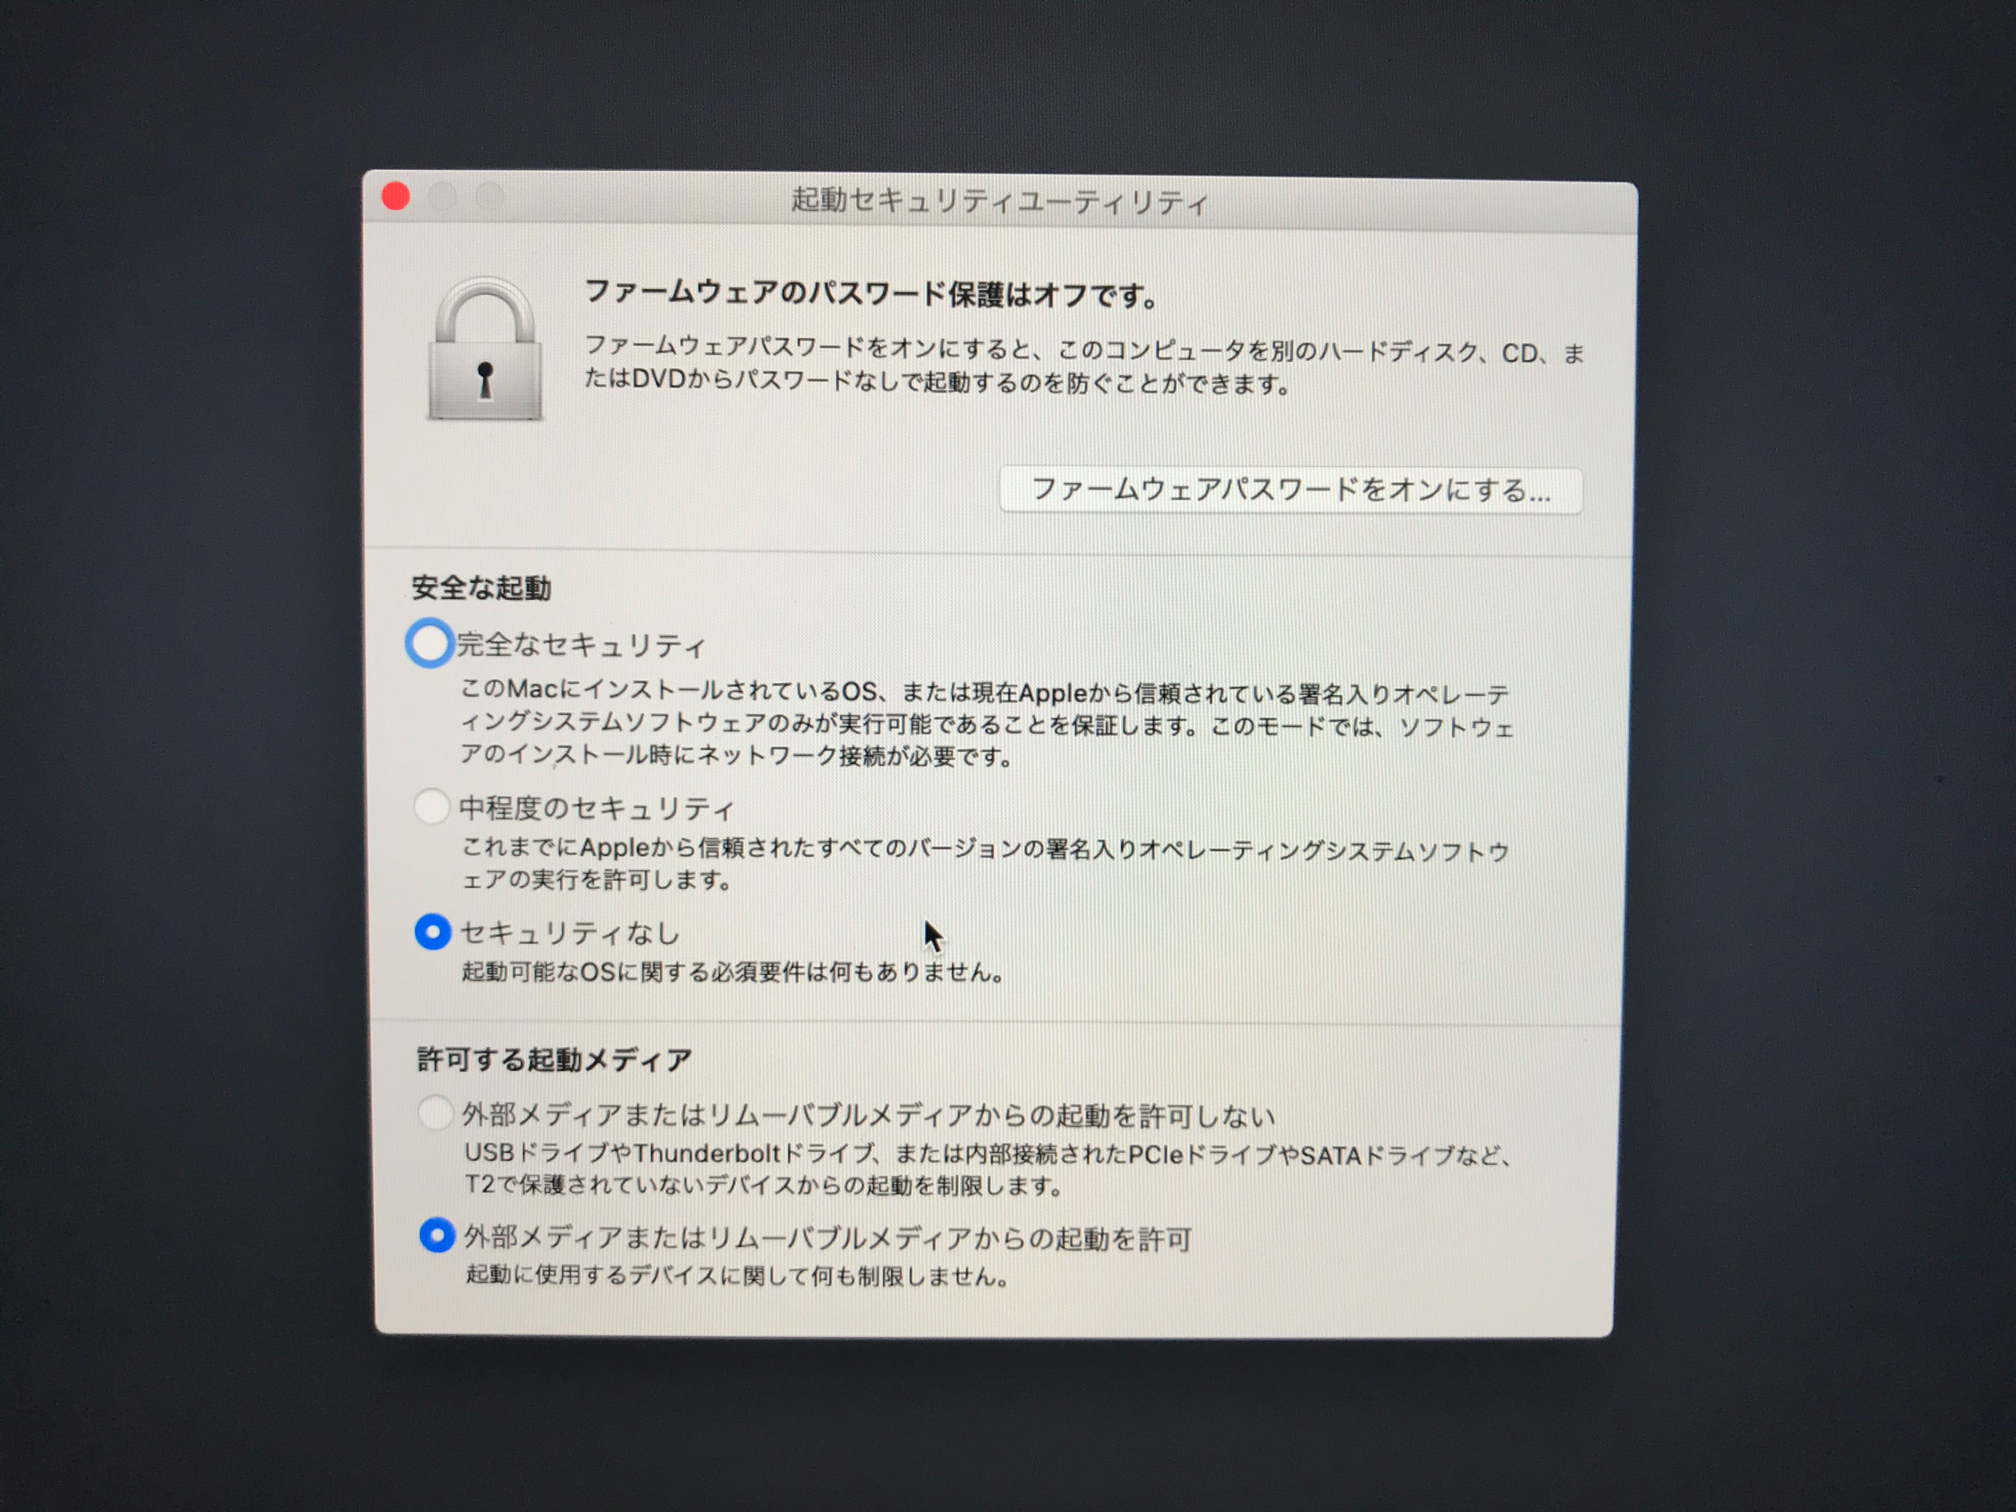 起動セキュリティユーティリティ
ファームウェアのパスワード保護はオフです。
ファームウェアパスワードをオンにすると、このコンピュータを別のハードディスク、CD、ま
たはDVDからパスワードなしで起動するのを防ぐことができます。
ファームウェアパスワードをオンにする...
安全な起動
完全なセキュリティ
このMacにインストールされているOS、または現在Appleから信頼されている署名入りオペレーテ
ィングシステムソフトウェアのみが実行可能であることを保証します。このモードでは、ソフトウェ
アのインストール時にネットワーク接続が必要です。
中程度のセキュリティ
これまでにAppleから信頼されたすべてのバージョンの署名入りオペレーティングシステムソフトウ
ェアの実行を許可します。
セキュリティなし
起動可能なOSに関する必須要件は何もありません。
許可する起動メディア
外部メディアまたはリムーバブルメディアからの起動を許可しない
USBドライブやThunderboltドライブ、または内部接続されたPCIeドライブやSATAドライブなど、
T2で保護されていないデバイスからの起動を制限します。
外部メディアまたはリムーバブルメディアからの起動を許可
起動に使用するデバイスに関して何も制限しません。